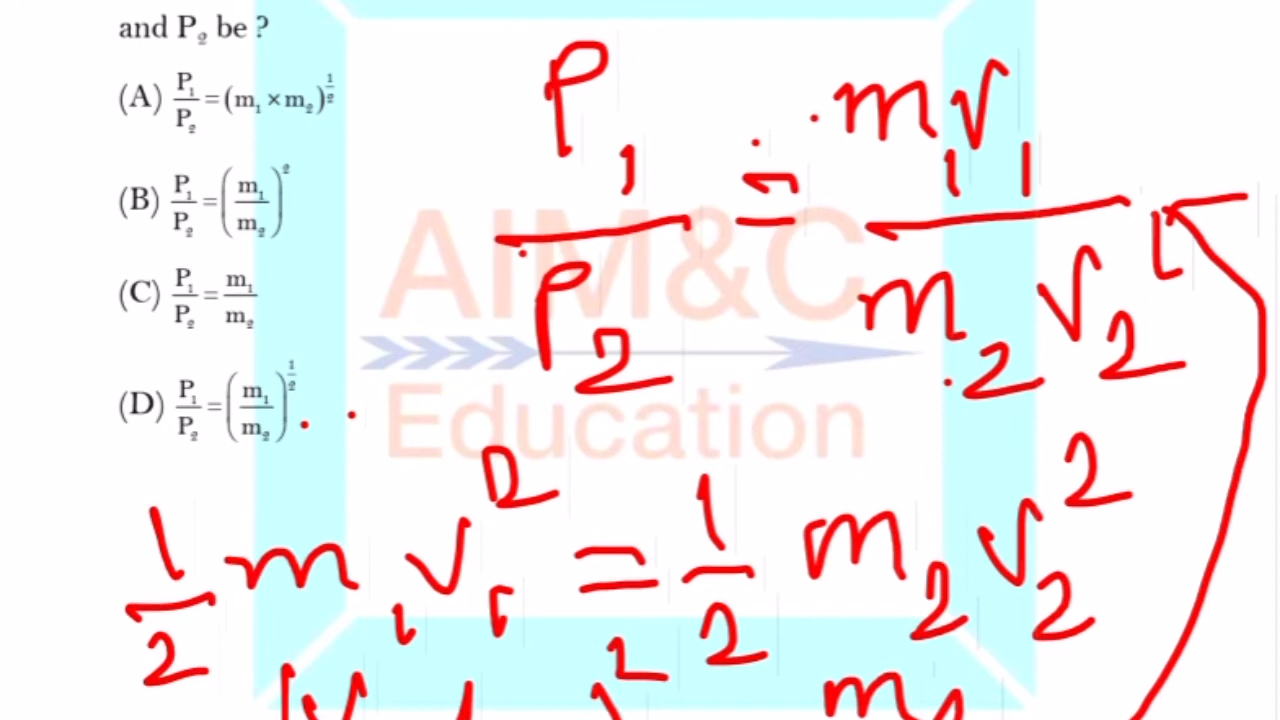 and P₂ be ?
(A) P₁/P₂ = (m₁ × m₂)^½
(B) P₁/P₂ = (m₁/m₂)²
(C) P₁/P₂ = m₁/m₂
(D) P₁/P₂ = (m₁/m₂)^½
P₁/P₂ = m₁v₁/m₂v₂
AIM&C
Education
1/2 m₁v₁² = 1/2 m₂v₂²